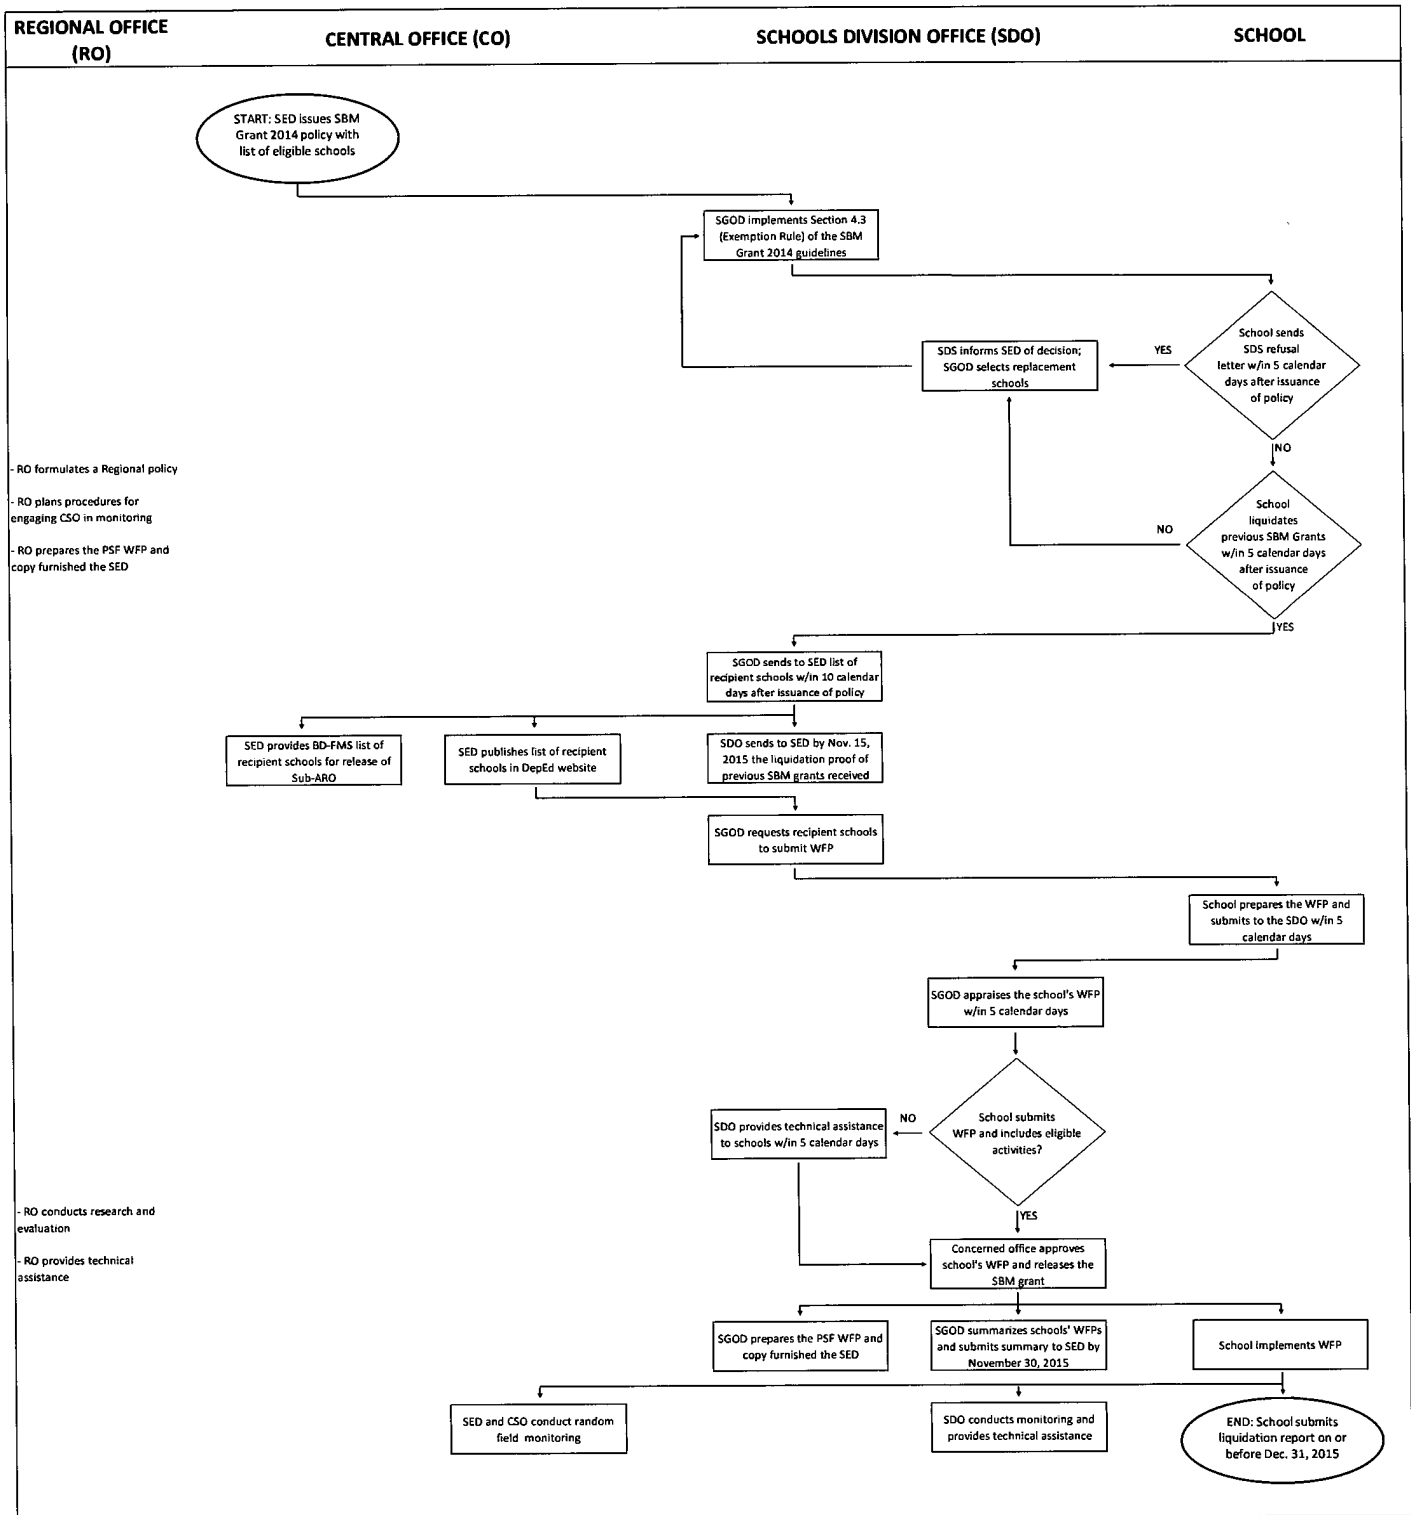 REGIONAL OFFICE
(RO)
CENTRAL OFFICE (CO)
SCHOOLS DIVISION OFFICE (SDO)
SCHOOL
START: SED issues SBM
Grant 2014 policy with
list of eligible schools
SGOD implements Section 4.3
(Exemption Rule) of the SBM
Grant 2014 guidelines
School sends
SDS refusal
letter w/in 5 calendar
days after issuance
of policy
YES
SDS informs SED of decision;
SGOD selects replacement
schools
NO
- RO formulates a Regional policy
- RO plans procedures for
engaging CSO in monitoring
- RO prepares the PSF WFP and
copy furnished the SED
School
liquidates
previous SBM Grants
w/in 5 calendar days
after issuance
of policy
NO
YES
SGOD sends to SED list of
recipient schools w/in 10 calendar
days after issuance of policy
SED provides BD-FMS list of
recipient schools for release of
Sub-ARO
SED publishes list of recipient
schools in DepEd website
SDO sends to SED by Nov. 15,
2015 the liquidation proof of
previous SBM grants received
SGOD requests recipient schools
to submit WFP
School prepares the WFP and
submits to the SDO w/in 5
calendar days
SGOD appraises the school's WFP
w/in 5 calendar days
School submits
WFP and includes eligible
activities?
NO
SDO provides technical assistance
to schools w/in 5 calendar days
YES
- RO conducts research and
evaluation
- RO provides technical
assistance
Concerned office approves
school's WFP and releases the
SBM grant
SGOD prepares the PSF WFP and
copy furnished the SED
SGOD summarizes schools' WFPs
and submits summary to SED by
November 30, 2015
School implements WFP
SED and CSO conduct random
field monitoring
SDO conducts monitoring and
provides technical assistance
END: School submits
liquidation report on or
before Dec. 31, 2015